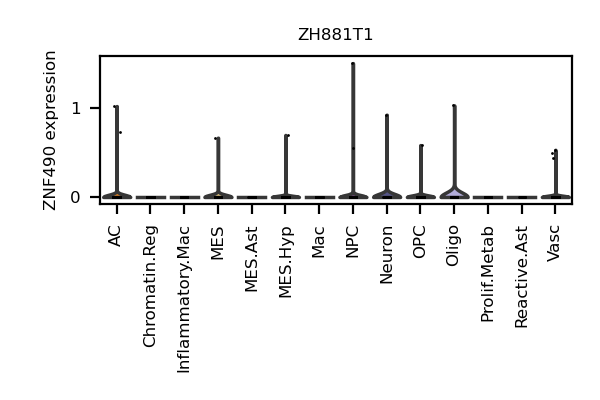 ZH881T1
ZNF490 expression
1
0
AC
Chromatin.Reg
Inflammatory.Mac
MES
MES.Ast
MES.Hyp
Mac
NPC
Neuron
OPC
Oligo
Prolif.Metab
Reactive.Ast
Vasc